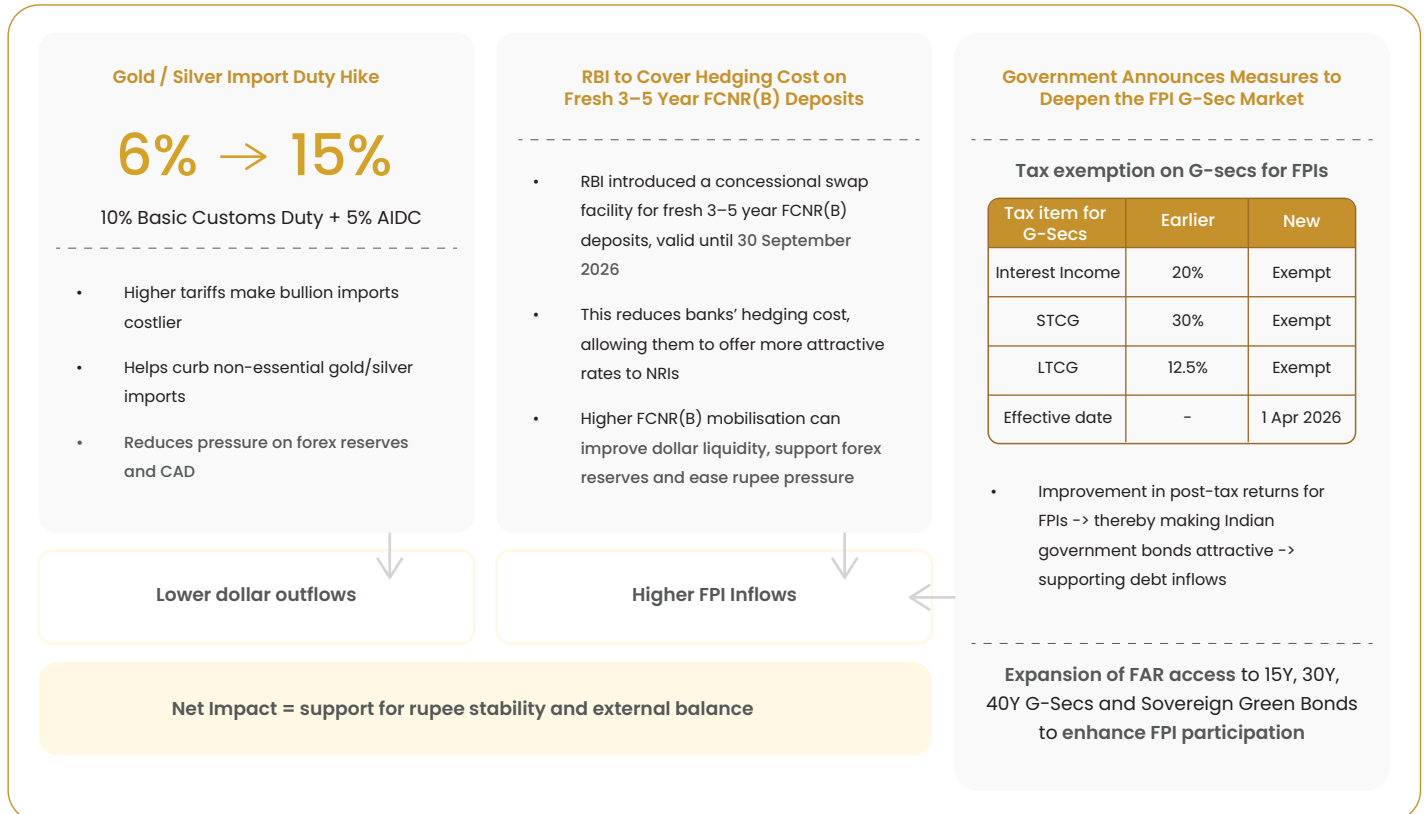 Gold / Silver Import Duty Hike
6% → 15%
10% Basic Customs Duty + 5% AIDC
• Higher tariffs make bullion imports
costlier
• Helps curb non-essential gold/silver
imports
• Reduces pressure on forex reserves
and CAD
Lower dollar outflows
RBI to Cover Hedging Cost on
Fresh 3–5 Year FCNR(B) Deposits
• RBI introduced a concessional swap
facility for fresh 3–5 year FCNR(B)
deposits, valid until 30 September
2026
• This reduces banks’ hedging cost,
allowing them to offer more attractive
rates to NRIs
• Higher FCNR(B) mobilisation can
improve dollar liquidity, support forex
reserves and ease rupee pressure
Higher FPI Inflows
Net Impact = support for rupee stability and external balance
Government Announces Measures to
Deepen the FPI G-Sec Market
Tax exemption on G-secs for FPIs
Tax item for
G-Secs
Earlier
New
Interest Income 20% Exempt
STCG 30% Exempt
LTCG 12.5% Exempt
Effective date - 1 Apr 2026
• Improvement in post-tax returns for
FPIs -> thereby making Indian
government bonds attractive ->
supporting debt inflows
Expansion of FAR access to 15Y, 30Y,
40Y G-Secs and Sovereign Green Bonds
to enhance FPI participation